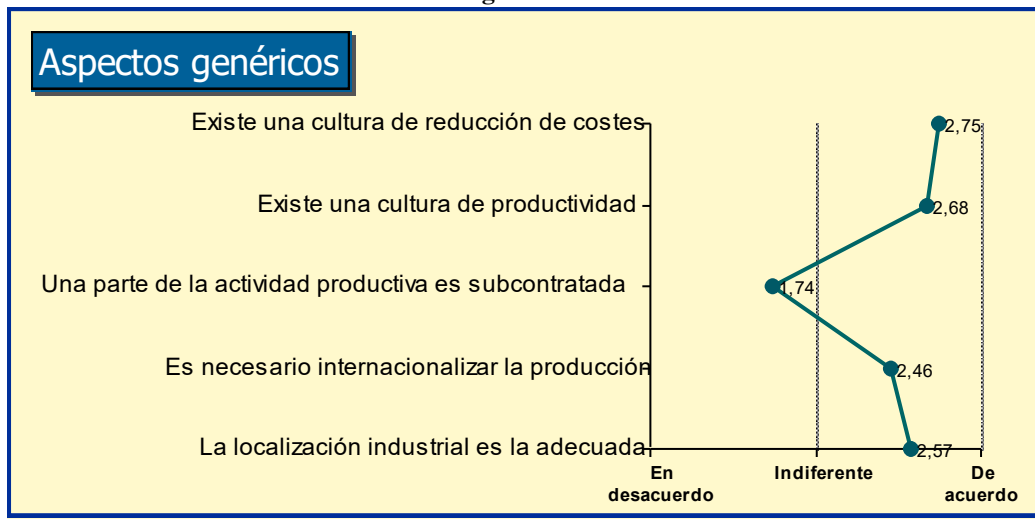 Aspectos genéricos
Existe una cultura de reducción de costes
2,75
Existe una cultura de productividad
2,68
Una parte de la actividad productiva es subcontratada
1,74
Es necesario internacionalizar la producción
2,46
La localización industrial es la adecuada
2,57
En desacuerdo
Indiferente
De acuerdo